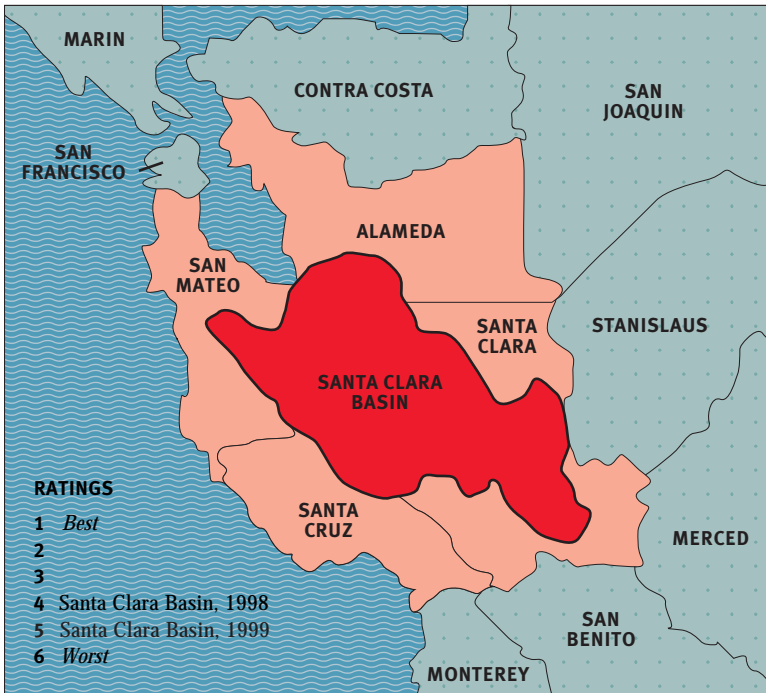 MARIN
CONTRA COSTA
SAN
JOAQUIN
SAN
FRANCISCO
ALAMEDA
SAN
MATEO
SANTA
CLARA
STANISLAUS
SANTA CLARA
BASIN
SANTA
CRUZ
MERCED
SAN
BENITO
MONTEREY
RATINGS
1 Best
2
3
4 Santa Clara Basin, 1998
5 Santa Clara Basin, 1999
6 Worst